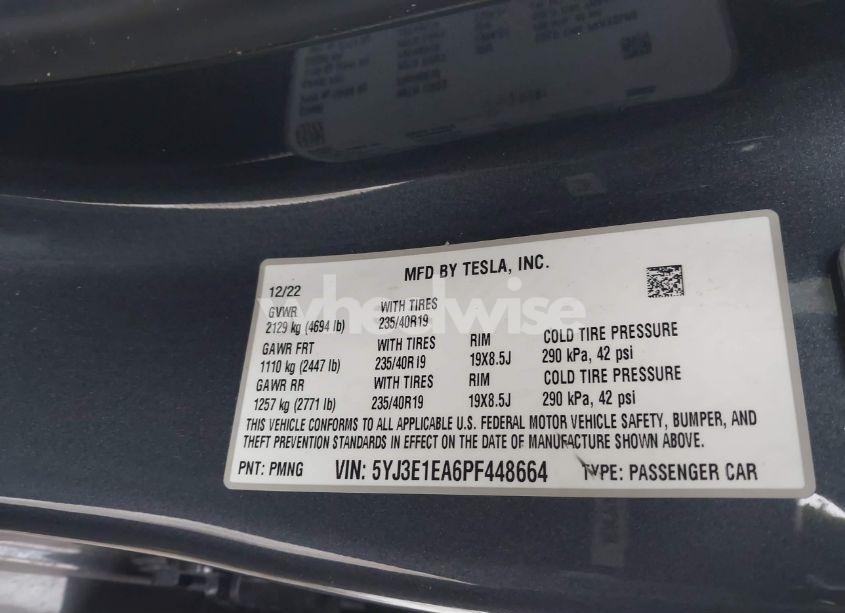 MFD BY TESLA, INC.
12/22
GVWR WITH TIRES
2129 kg (4694 lb) 235/40R19
GAWR FRT WITH TIRES RIM COLD TIRE PRESSURE
1110 kg (2447 lb) 235/40R19 19X8.5J 290 kPa, 42 psi
GAWR RR WITH TIRES RIM COLD TIRE PRESSURE
1257 kg (2771 lb) 235/40R19 19X8.5J 290 kPa, 42 psi
THIS VEHICLE CONFORMS TO ALL APPLICABLE U.S. FEDERAL MOTOR VEHICLE SAFETY, BUMPER, AND
THEFT PREVENTION STANDARDS IN EFFECT ON THE DATE OF MANUFACTURE SHOWN ABOVE.
PNT: PMNG VIN: 5YJ3E1EA6PF448664 TYPE: PASSENGER CAR
wheelwise